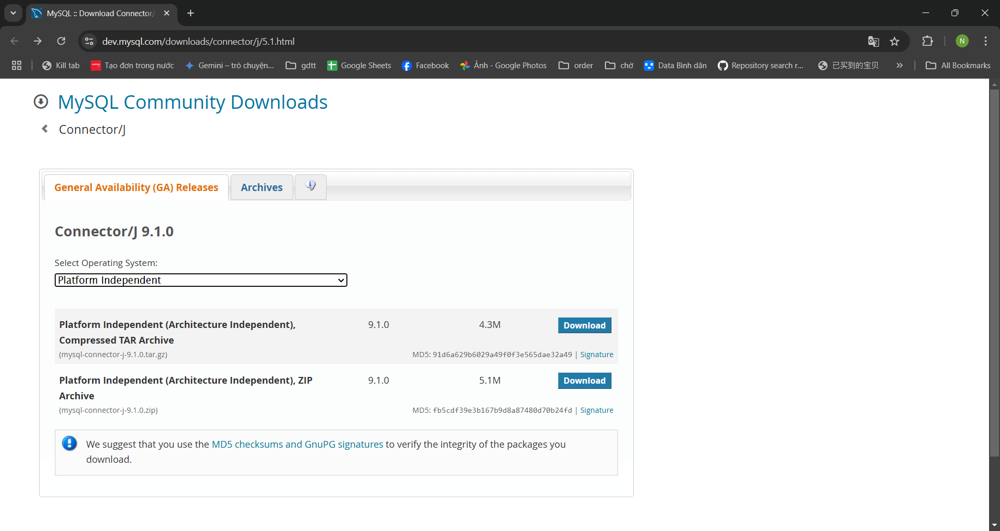 MySQL :: Download Connector/
dev.mysql.com/downloads/connector/j/5.1.html
N
Kill tab
Tạo đơn trong nước
Gemini – trò chuyện...
gdtt
Google Sheets
Facebook
Ảnh - Google Photos
order
chờ
Data Bình dân
Repository search r...
已买到的宝贝
All Bookmarks
MySQL Community Downloads
Connector/J
General Availability (GA) Releases
Archives
Connector/J 9.1.0
Select Operating System:
Platform Independent
Platform Independent (Architecture Independent), 9.1.0 4.3M Download
Compressed TAR Archive
(mysql-connector-j-9.1.0.tar.gz) MD5: 91d6a629b6029a49f0f3e565dae32a49 | Signature
Platform Independent (Architecture Independent), ZIP 9.1.0 5.1M Download
Archive
(mysql-connector-j-9.1.0.zip) MD5: fb5cdf39e3b167b9d8a87480d70b24fd | Signature
We suggest that you use the MD5 checksums and GnuPG signatures to verify the integrity of the packages you
download.